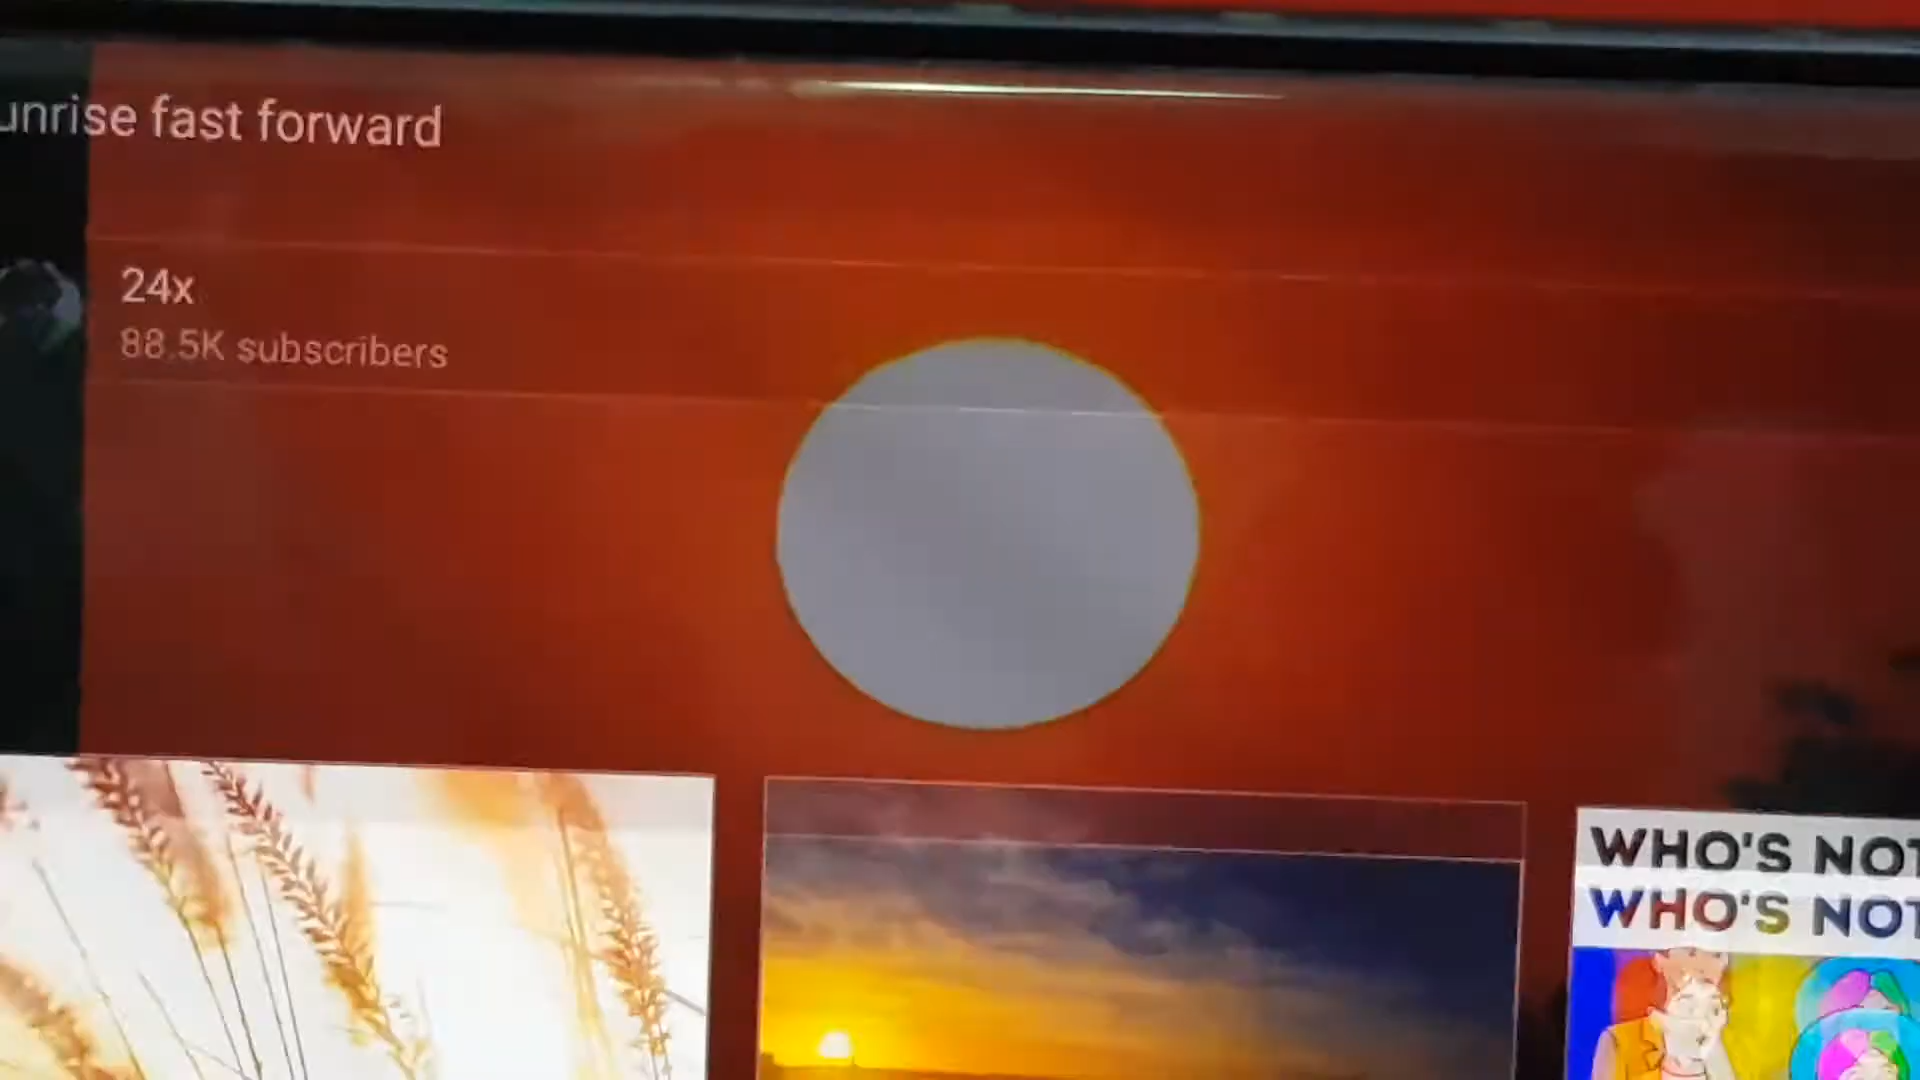 unrise fast forward
24x
88.5K subscribers
WHO'S NOT
WHO'S NOT